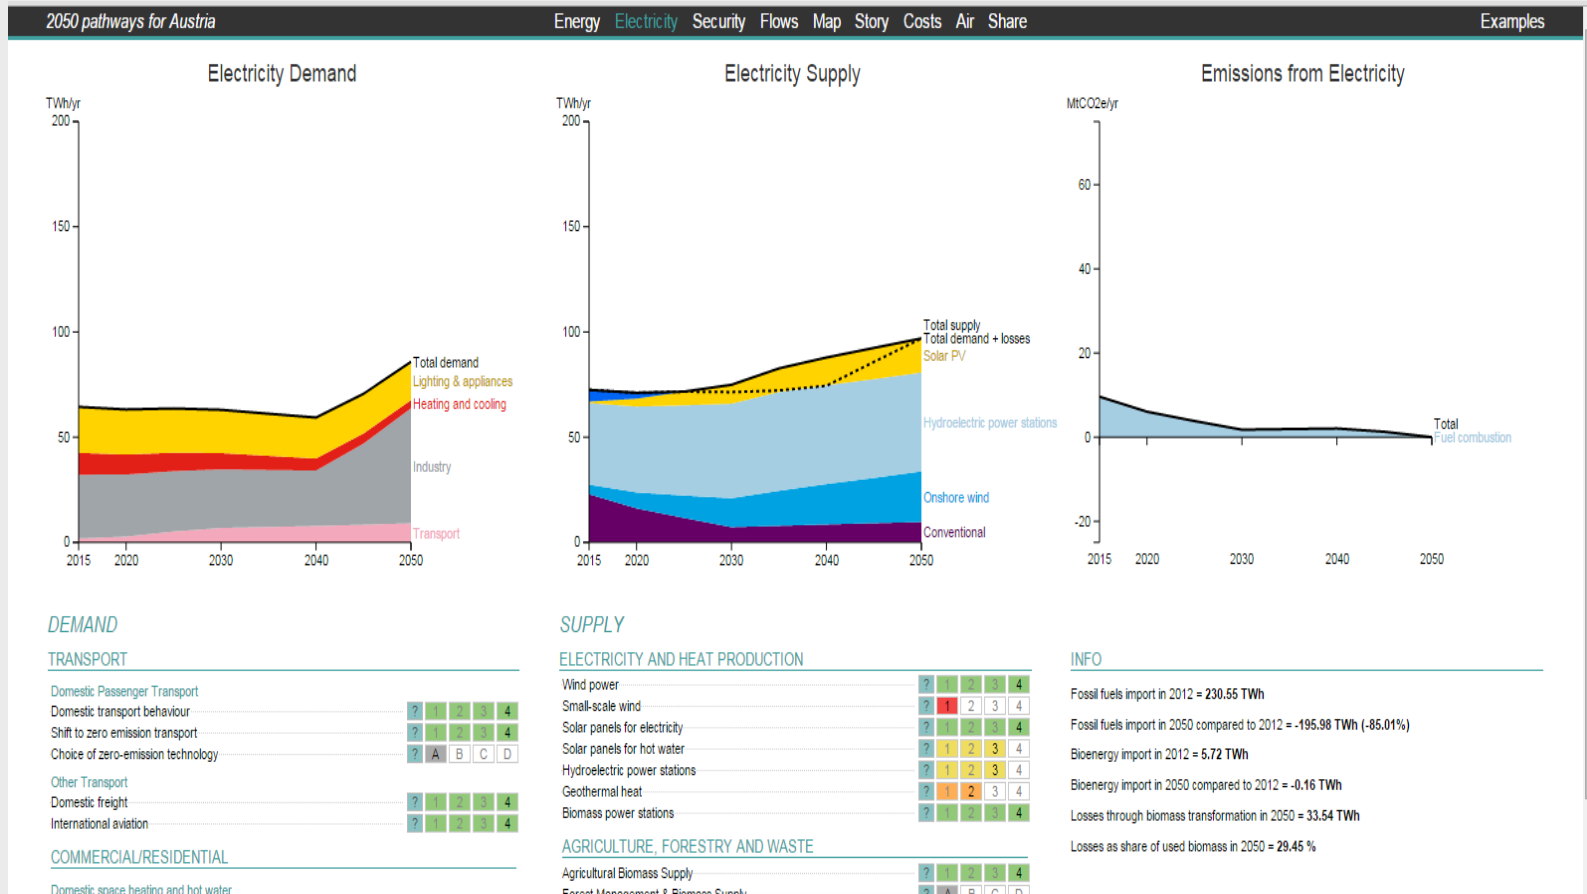 2050 pathways for Austria
Energy Electricity Security Flows Map Story Costs Air Share
Examples
Electricity Demand
TWh/yr
200
150
100
50
0
2015 2020 2030 2040 2050
Total demand
Lighting & appliances
Heating and cooling
Industry
Transport
Electricity Supply
TWh/yr
200
150
100
50
0
2015 2020 2030 2040 2050
Total supply
Total demand + losses
Solar PV
Hydroelectric power stations
Onshore wind
Conventional
Emissions from Electricity
MtCO2e/yr
60
40
20
0
-20
2015 2020 2030 2040 2050
Total
Fuel combustion
DEMAND
TRANSPORT
Domestic Passenger Transport
Domestic transport behaviour ? 1 2 3 4
Shift to zero emission transport ? 1 2 3 4
Choice of zero-emission technology ? A B C D
Other Transport
Domestic freight ? 1 2 3 4
International aviation ? 1 2 3 4
COMMERCIAL/RESIDENTIAL
Domestic space heating and hot water
SUPPLY
ELECTRICITY AND HEAT PRODUCTION
Wind power ? 1 2 3 4
Small-scale wind ? 1 2 3 4
Solar panels for electricity ? 1 2 3 4
Solar panels for hot water ? 1 2 3 4
Hydroelectric power stations ? 1 2 3 4
Geothermal heat ? 1 2 3 4
Biomass power stations ? 1 2 3 4
AGRICULTURE, FORESTRY AND WASTE
Agricultural Biomass Supply ? 1 2 3 4
Forest Management & Biomass Supply ? A B C D
INFO
Fossil fuels import in 2012 = 230.55 TWh
Fossil fuels import in 2050 compared to 2012 = -195.98 TWh (-85.01%)
Bioenergy import in 2012 = 5.72 TWh
Bioenergy import in 2050 compared to 2012 = -0.16 TWh
Losses through biomass transformation in 2050 = 33.54 TWh
Losses as share of used biomass in 2050 = 29.45 %